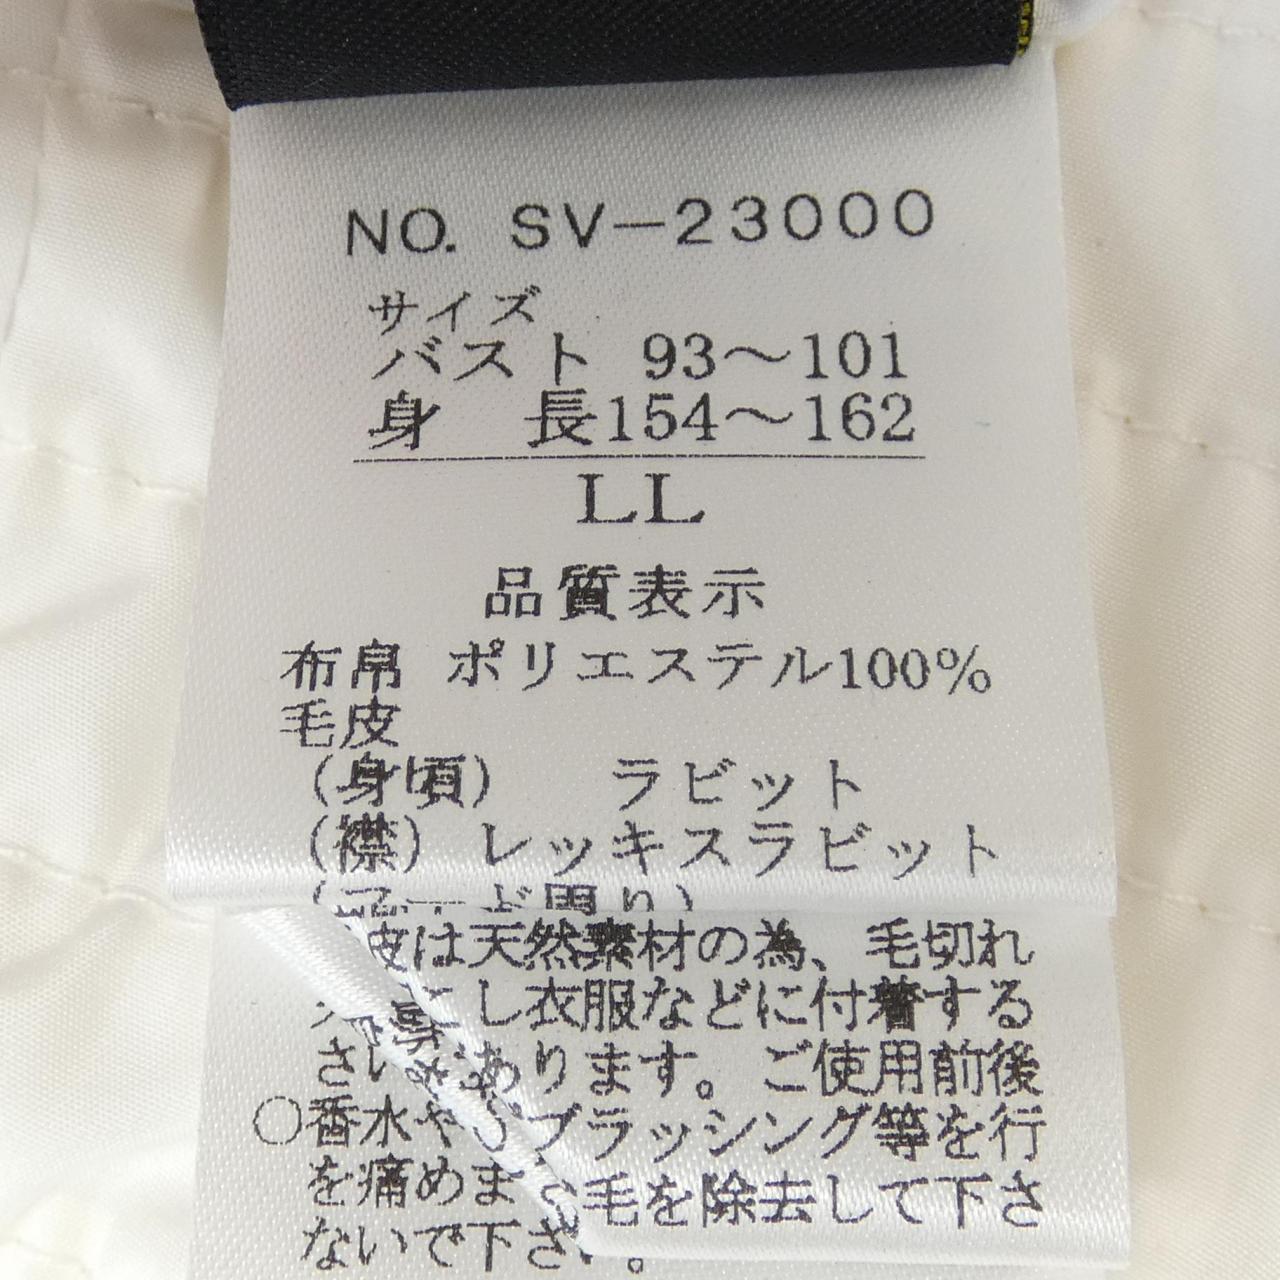 NO. SV-23000
サイズ
バスト 93〜101
身 長154〜162
LL
品質表示
布帛 ポリエステル100%
毛皮
(身頃) ラビット
(襟) レッキスラビット
皮は天然素材の為、毛切れ
し衣服などに付着する
あります。ご使用前後
ブラッシング等を行
毛を除去して下さ
○香水や
を痛めま
ないで下さ